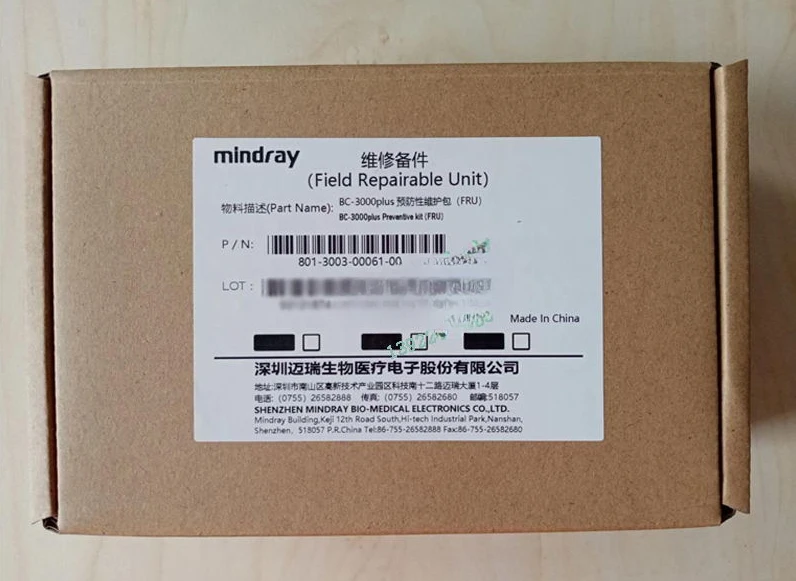 mindray
维修备件
(Field Repairable Unit)
物料描述(Part Name): BC-3000plus 预防性维护包（FRU）
BC-3000plus Preventive kit (FRU)
P / N:
801-3003-00061-00
LOT :
Made In China
深圳迈瑞生物医疗电子股份有限公司
地址:深圳市南山区高新技术产业园区科技南十二路迈瑞大厦1-4层
电话:（0755）26582888 传真:（0755）26582680 邮编:518057
SHENZHEN MINDRAY BIO-MEDICAL ELECTRONICS CO.,LTD.
Mindray Building,Keji 12th Road South,Hi-tech Industrial Park,Nanshan,
Shenzhen, 518057 P.R.China Tel:86-755-26582888 Fax:86-755-26582680